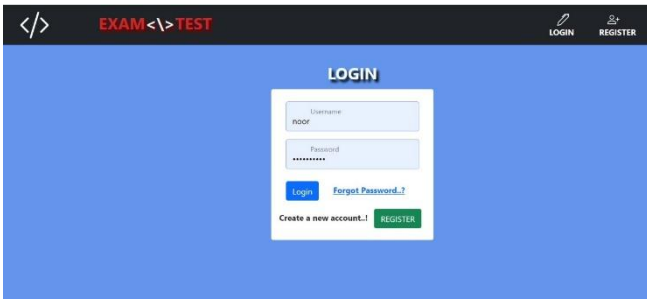 </>
EXAM<\>TEST
LOGIN
REGISTER
LOGIN
Username
noor
Password
••••••••••
Login
Forgot Password..?
Create a new account..!
REGISTER